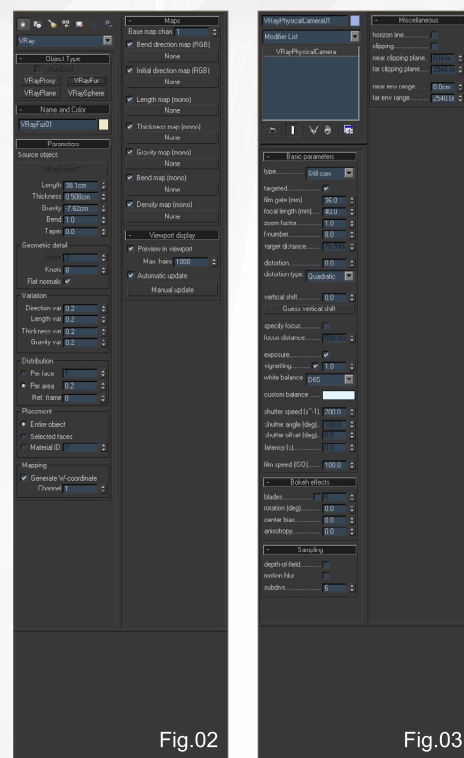 VRay
Object Type
AutoGrid
VRayProxy VRayFur
VRayPlane VRaySphere
Name and Color
VRayFur01
Parameters
Source object:
Length 38.1cm
Thickness 0.508cm
Gravity -7.62cm
Bend 1.0
Taper 0.0
Geometric detail
Knots 8
Flat normals
Variation
Direction var 0.2
Length var 0.2
Thickness var 0.2
Gravity var 0.2
Distribution
Per face
Per area 0.2
Ref. frame 0
Placement
Entire object
Selected faces
Material ID
Mapping
Generate W-coordinate
Channel 1
Maps
Base map chan 1
Bend direction map (RGB)
None
Initial direction map (RGB)
None
Length map (mono)
None
Thickness map (mono)
None
Gravity map (mono)
None
Bend map (mono)
None
Density map (mono)
None
Viewport display
Preview in viewport
Max. hairs 1000
Automatic update
Manual update
Fig.02
VRayPhysicalCamera01
Modifier List
VRayPhysicalCamera
Basic parameters
type Still cam
targeted
film gate (mm) 36.0
focal length (mm) 40.0
zoom factor 1.0
f-number 8.0
target distance
distortion 0.0
distortion type Quadratic
vertical shift 0.0
Guess vertical shift
specify focus
focus distance
exposure
vignetting 1.0
white balance D65
custom balance
shutter speed (s^-1) 200.0
shutter angle (deg)
shutter offset (deg)
latency (s)
film speed (ISO) 100.0
Bokeh effects
blades
rotation (deg) 0.0
center bias 0.0
anisotropy 0.0
Sampling
depth-of-field
motion blur
subdivs 6
Miscellaneous
horizon line
clipping
near clipping plane
far clipping plane
near env range 0.0cm
far env range
Fig.03